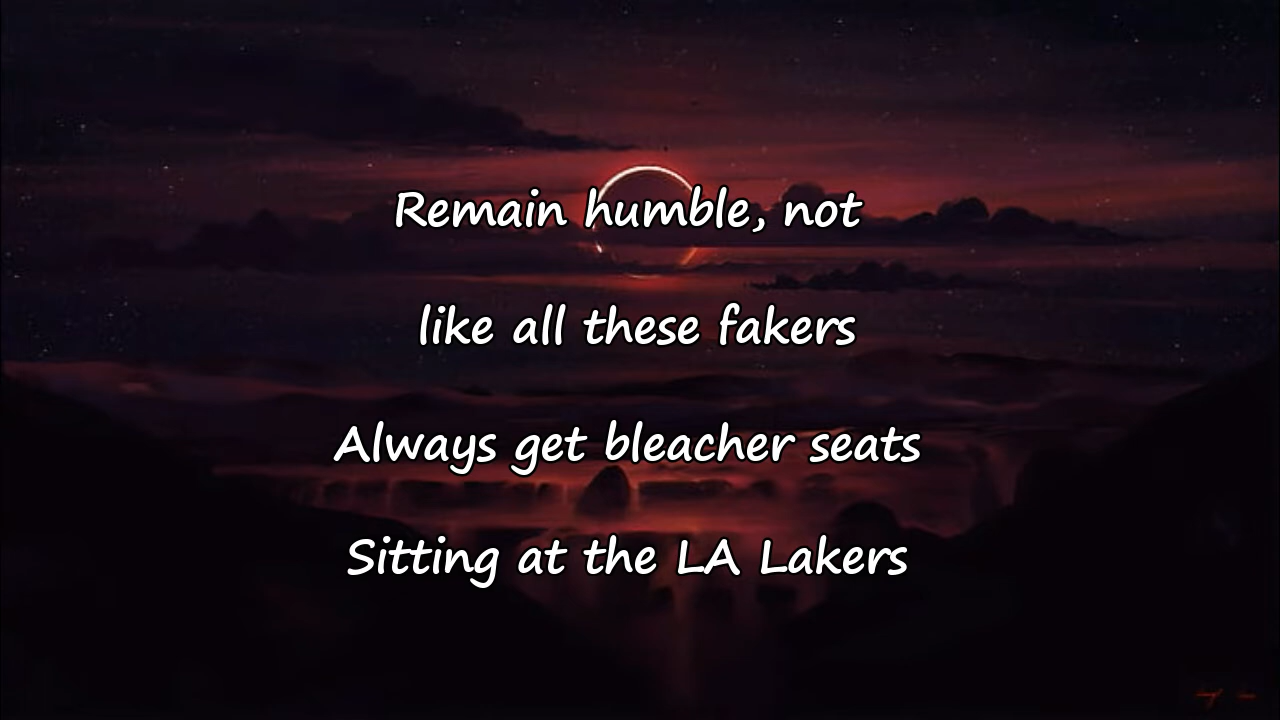 Remain humble, not
like all these fakers
Always get bleacher seats
Sitting at the LA Lakers